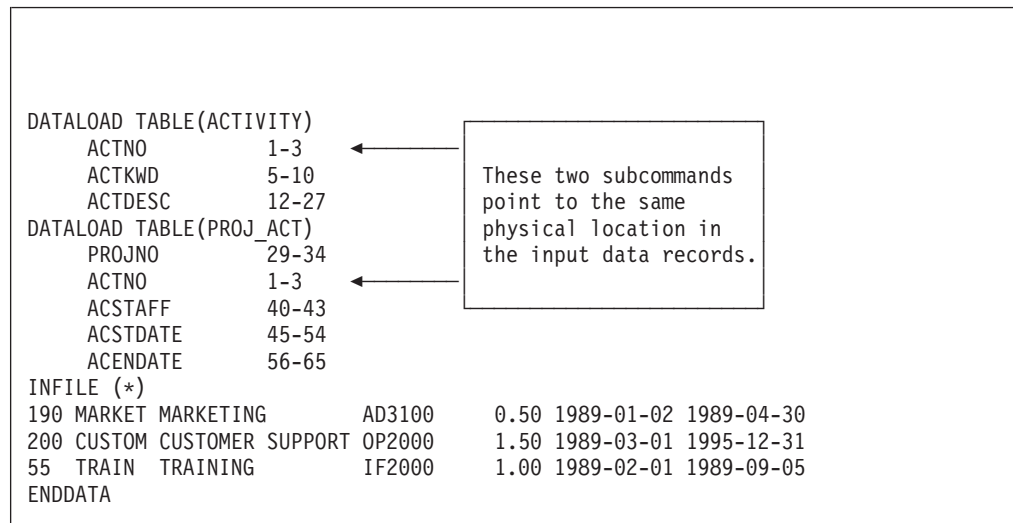 DATALOAD TABLE(ACTIVITY)
ACTNO 1-3
ACTKWD 5-10
ACTDESC 12-27
DATALOAD TABLE(PROJ_ACT)
PROJNO 29-34
ACTNO 1-3
ACSTAFF 40-43
ACSTDATE 45-54
ACENDATE 56-65
These two subcommands
point to the same
physical location in
the input data records.
INFILE (*)
190 MARKET MARKETING AD3100 0.50 1989-01-02 1989-04-30
200 CUSTOM CUSTOMER SUPPORT OP2000 1.50 1989-03-01 1995-12-31
55 TRAIN TRAINING IF2000 1.00 1989-02-01 1989-09-05
ENDDATA